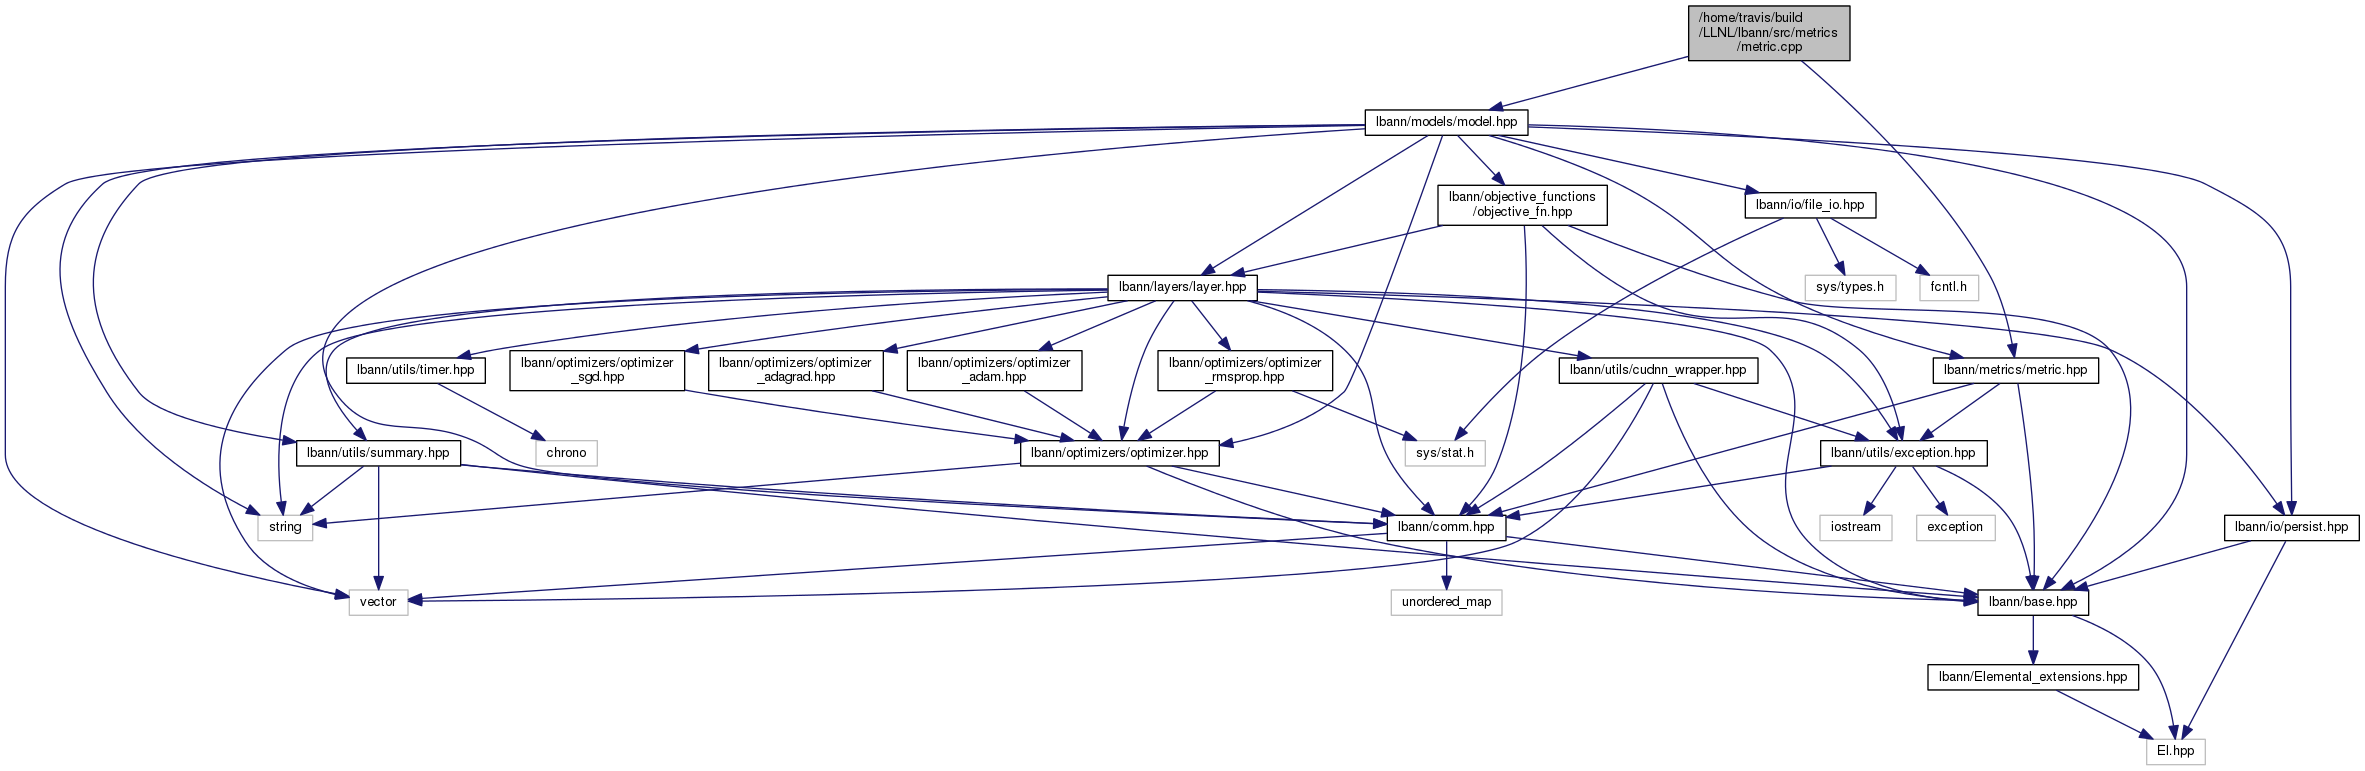 /home/travis/build
/LLNL/lbann/src/metrics
/metric.cpp
lbann/models/model.hpp
lbann/objective_functions
/objective_fn.hpp
lbann/io/file_io.hpp
lbann/layers/layer.hpp
sys/types.h
fcntl.h
lbann/utils/timer.hpp
lbann/optimizers/optimizer
_sgd.hpp
lbann/optimizers/optimizer
_adagrad.hpp
lbann/optimizers/optimizer
_adam.hpp
lbann/optimizers/optimizer
_rmsprop.hpp
lbann/utils/cudnn_wrapper.hpp
lbann/metrics/metric.hpp
lbann/utils/summary.hpp
chrono
lbann/optimizers/optimizer.hpp
sys/stat.h
lbann/utils/exception.hpp
string
lbann/comm.hpp
iostream
exception
lbann/io/persist.hpp
vector
unordered_map
lbann/base.hpp
lbann/Elemental_extensions.hpp
El.hpp